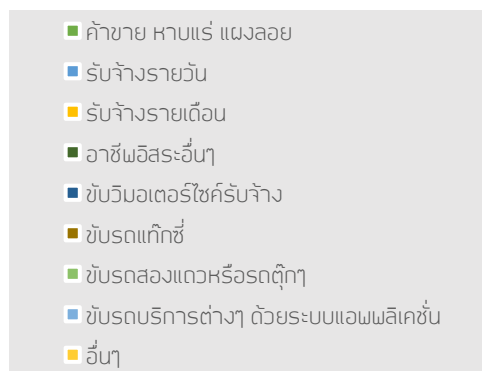 ค้าขาย หาบแร่ แผงลอย
รับจ้างรายวัน
รับจ้างรายเดือน
อาชีพอิสระอื่นๆ
ขับวิมอเตอร์ไซค์รับจ้าง
ขับรถแท๊กซี่
ขับรถสองแถวหรือรถตุ๊กๆ
ขับรถบริการต่างๆ ด้วยระบบแอพพลิเคชั่น
อื่นๆ